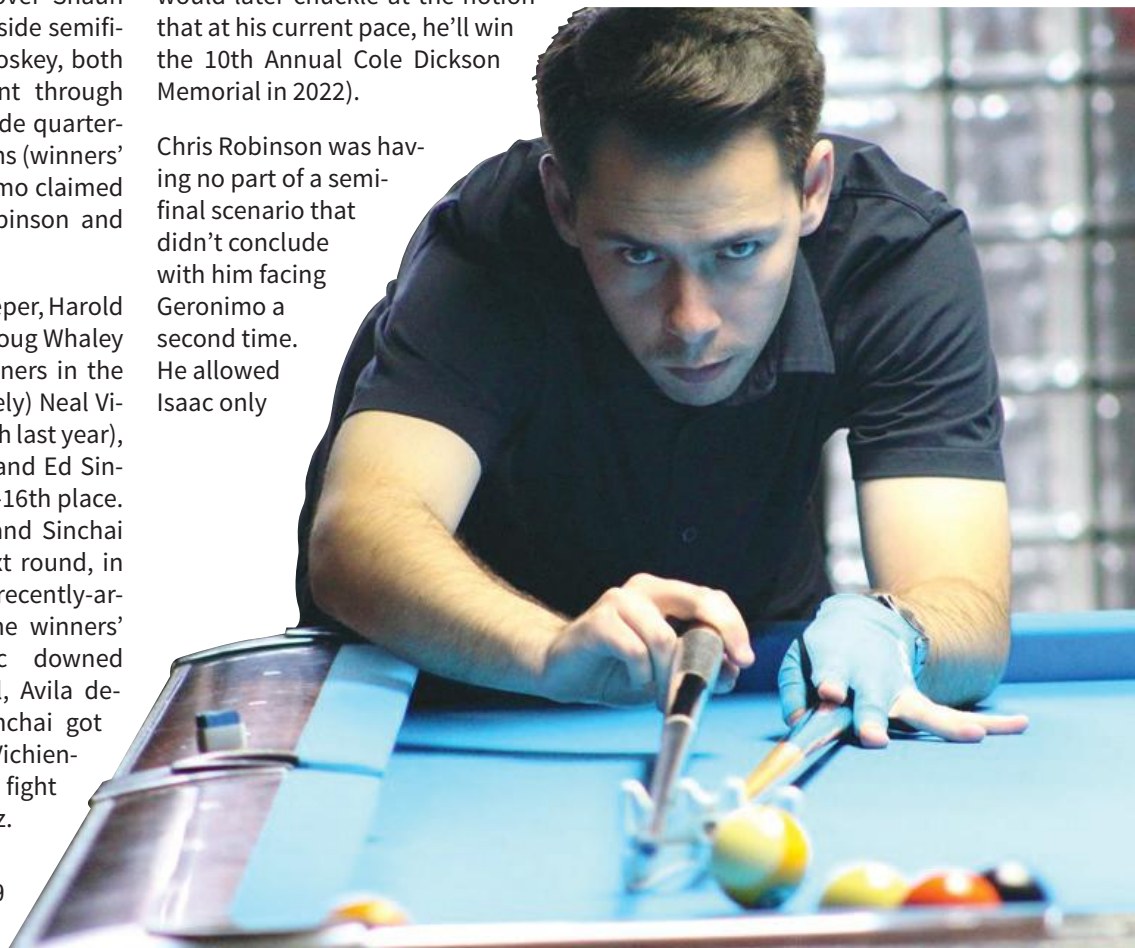 over Shaun
side semifi-
oskey, both
nt through
de quarter-
ns (winners’
mo claimed
binson and
eper, Harold
oug Whaley
ners in the
ely) Neal Vi-
h last year),
and Ed Sin-
-16th place.
and Sinchai
xt round, in
recently-ar-
he winners’
c downed
l, Avila de-
nchai got
Vichien-
fight
z.
9
would later chuckle at the notion
that at his current pace, he’ll win
the 10th Annual Cole Dickson
Memorial in 2022).
Chris Robinson was hav-
ing no part of a semi-
final scenario that
didn’t conclude
with him facing
Geronimo a
second time.
He allowed
Isaac only